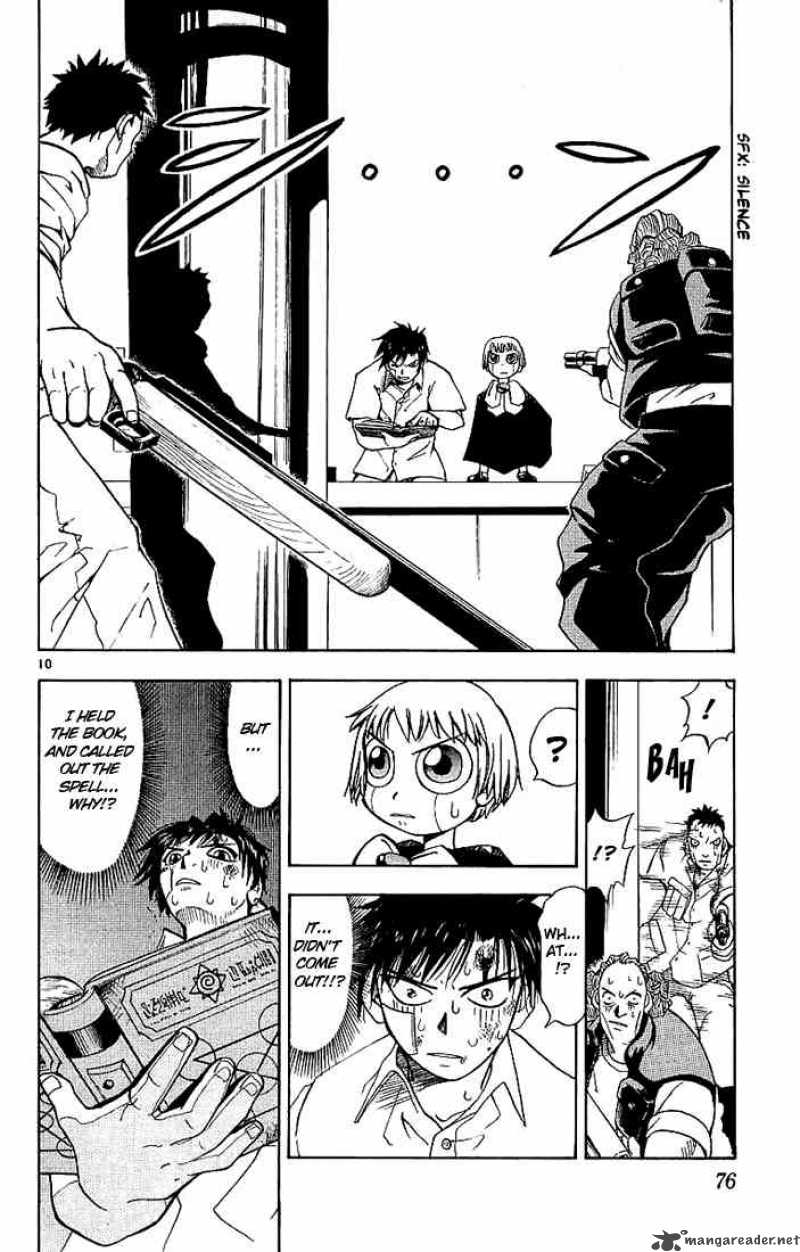 SFX: SILENCE
10
!
BAH
!?
?
WH...
AT...
!?
IT...
DIDN'T
COME
OUT!!?
BUT
...
I HELD
THE BOOK,
AND CALLED
OUT THE
SPELL...
WHY!?
76
mangareader.net